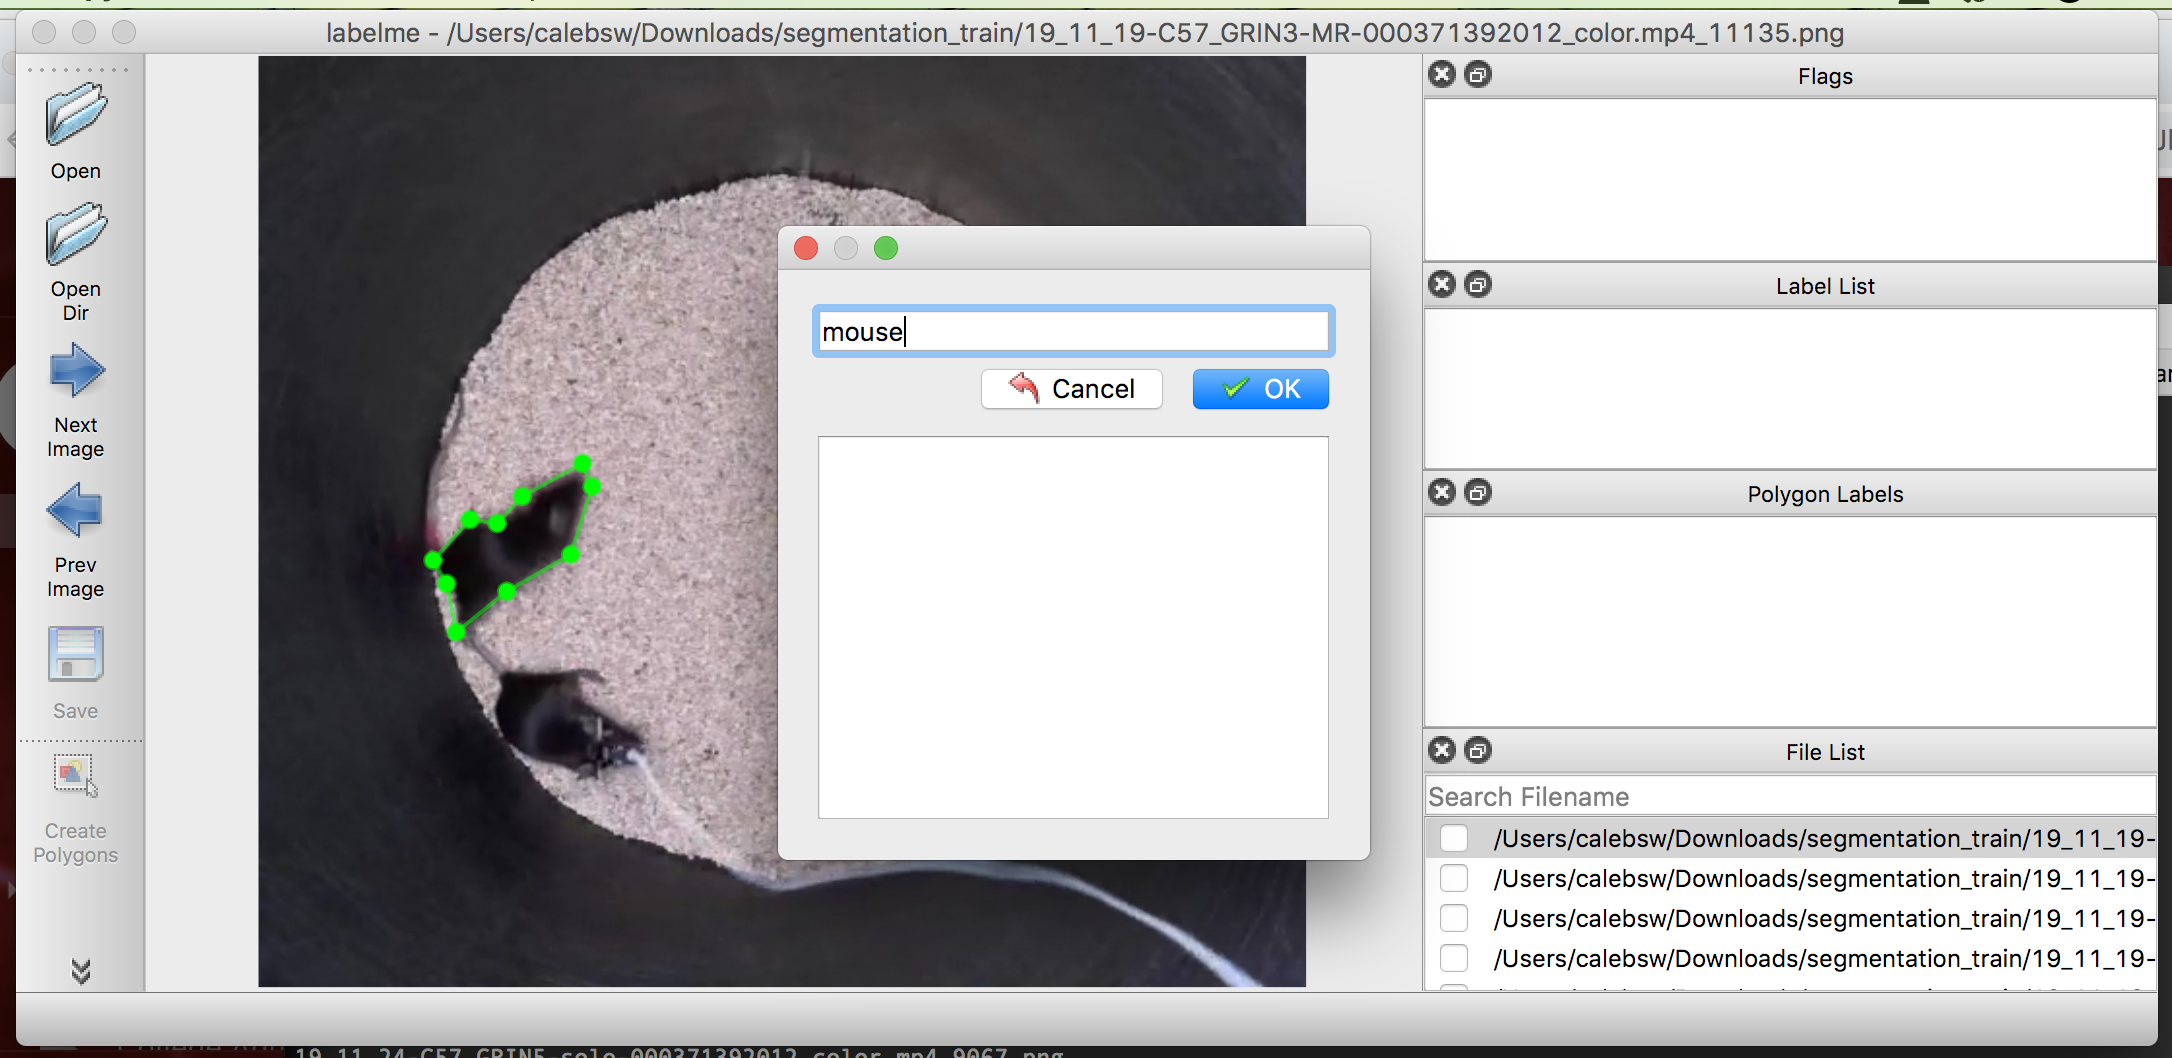 labelme - /Users/calebsw/Downloads/segmentation_train/19_11_19-C57_GRIN3-MR-000371392012_color.mp4_11135.png
Open
Open
Dir
Next
Image
Prev
Image
Save
Create
Polygons
mouse
Cancel
OK
Flags
Label List
Polygon Labels
File List
Search Filename
/Users/calebsw/Downloads/segmentation_train/19_11_19-
/Users/calebsw/Downloads/segmentation_train/19_11_19-
/Users/calebsw/Downloads/segmentation_train/19_11_19-
/Users/calebsw/Downloads/segmentation_train/19_11_19-
19_11_24-C57_GRIN5-solo-000371392012_color.mp4_9067.png